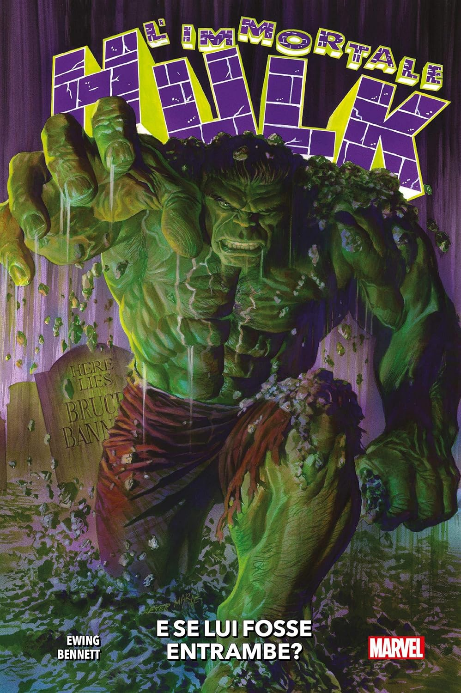 L'IMMORTALE
HULK
HERE
LIES
BRUCE
BANN
EWING
BENNETT
E SE LUI FOSSE
ENTRAMBE?
MARVEL